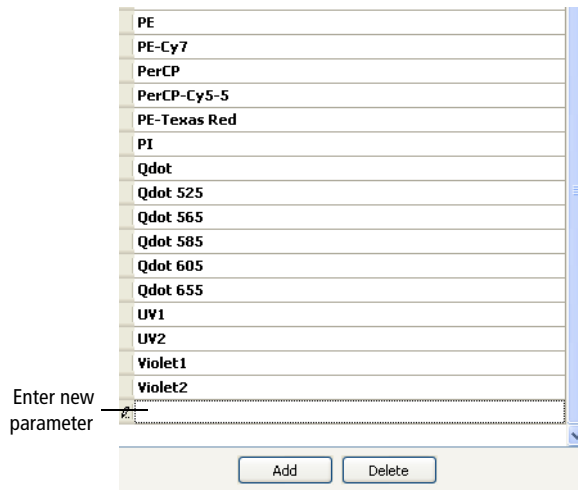 PE
PE-Cy7
PerCP
PerCP-Cy5-5
PE-Texas Red
PI
Qdot
Qdot 525
Qdot 565
Qdot 585
Qdot 605
Qdot 655
UV1
UV2
Violet1
Violet2
Enter new
parameter
Add Delete